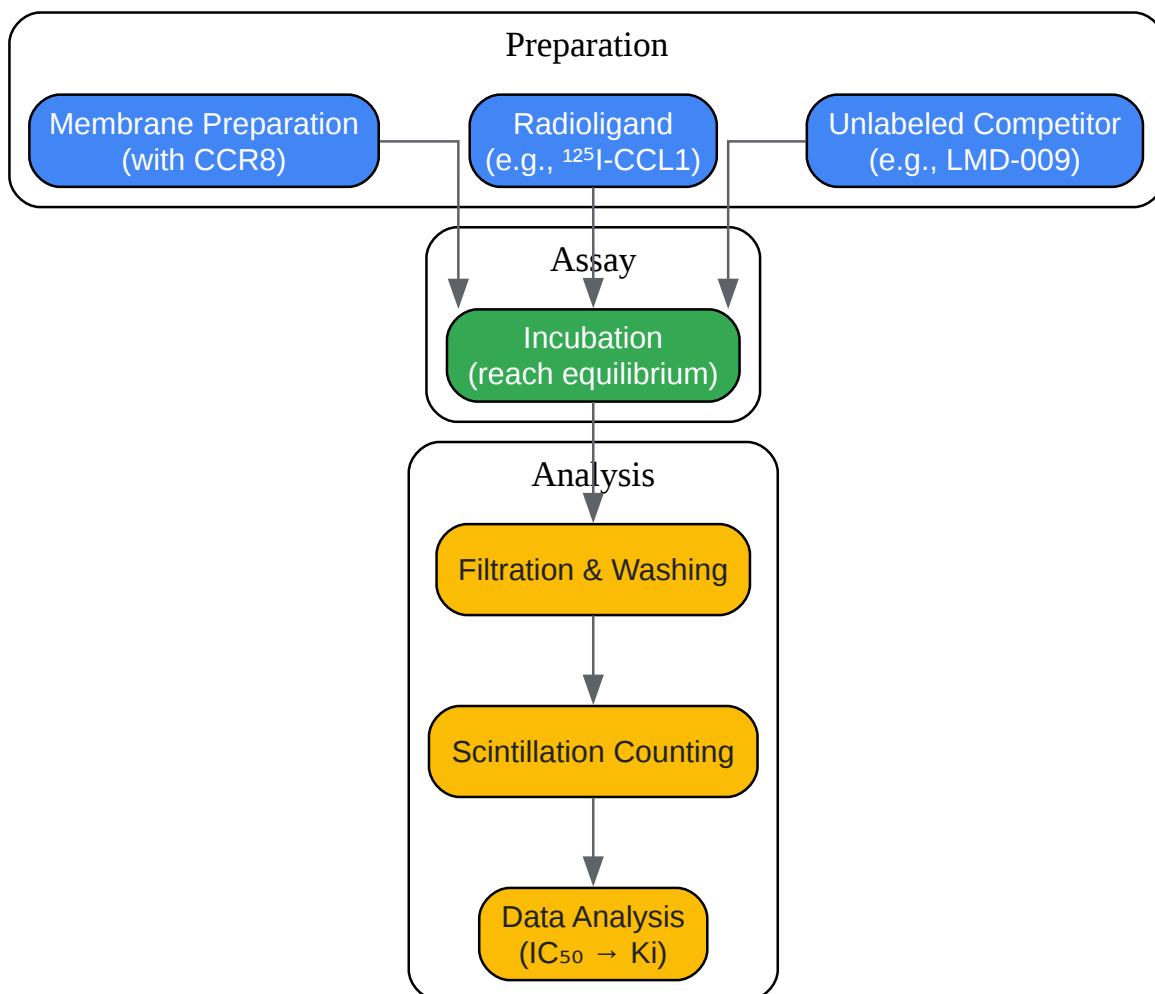 Preparation
Membrane Preparation
(with CCR8)
Radioligand
(e.g., ¹²⁵I-CCL1)
Unlabeled Competitor
(e.g., LMD-009)
Assay
Incubation
(reach equilibrium)
Analysis
Filtration & Washing
Scintillation Counting
Data Analysis
(IC₅₀ → Ki)